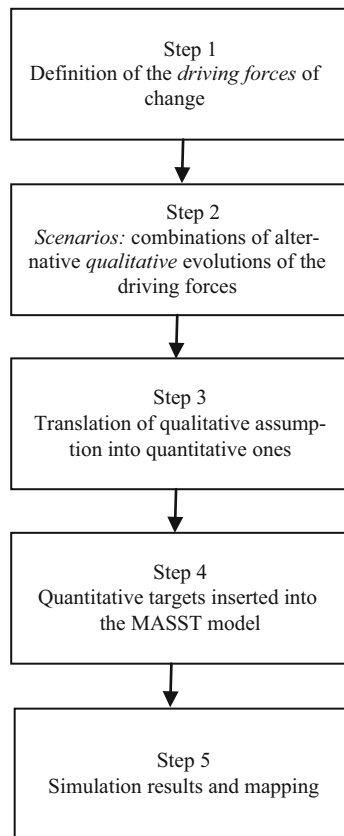 Step 1
Definition of the driving forces of
change
Step 2
Scenarios: combinations of alter-
native qualitative evolutions of the
driving forces
Step 3
Translation of qualitative assump-
tion into quantitative ones
Step 4
Quantitative targets inserted into
the MASST model
Step 5
Simulation results and mapping